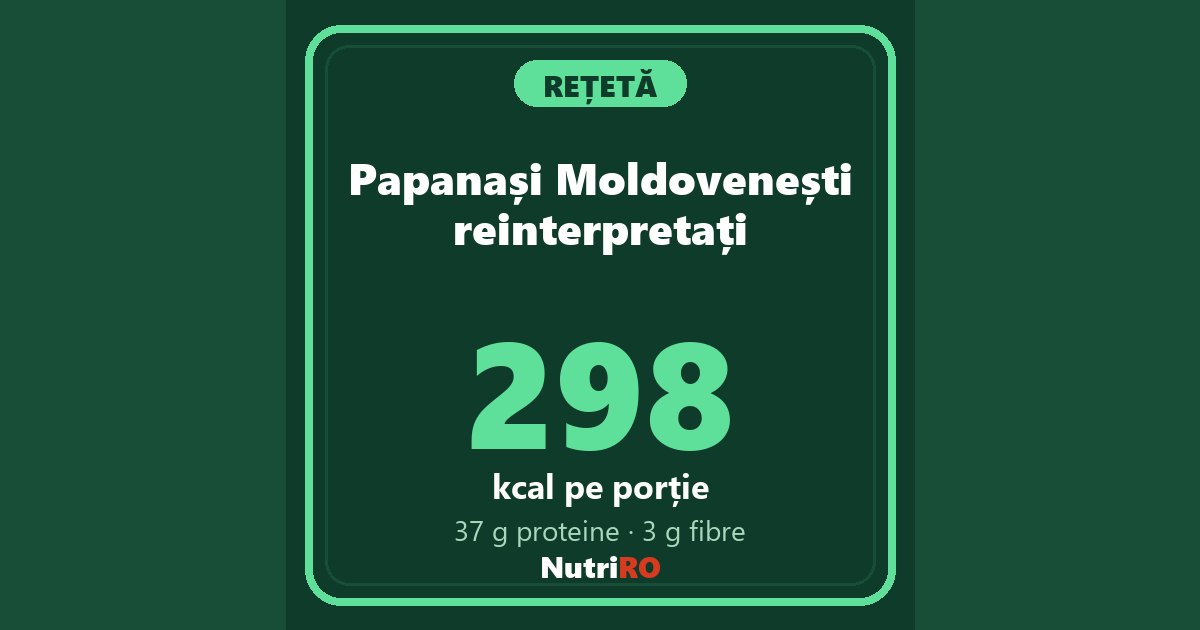 REȚETĂ
Papanași Moldovenești
reinterpretați
298
kcal pe porție
37 g proteine · 3 g fibre
NutriRO